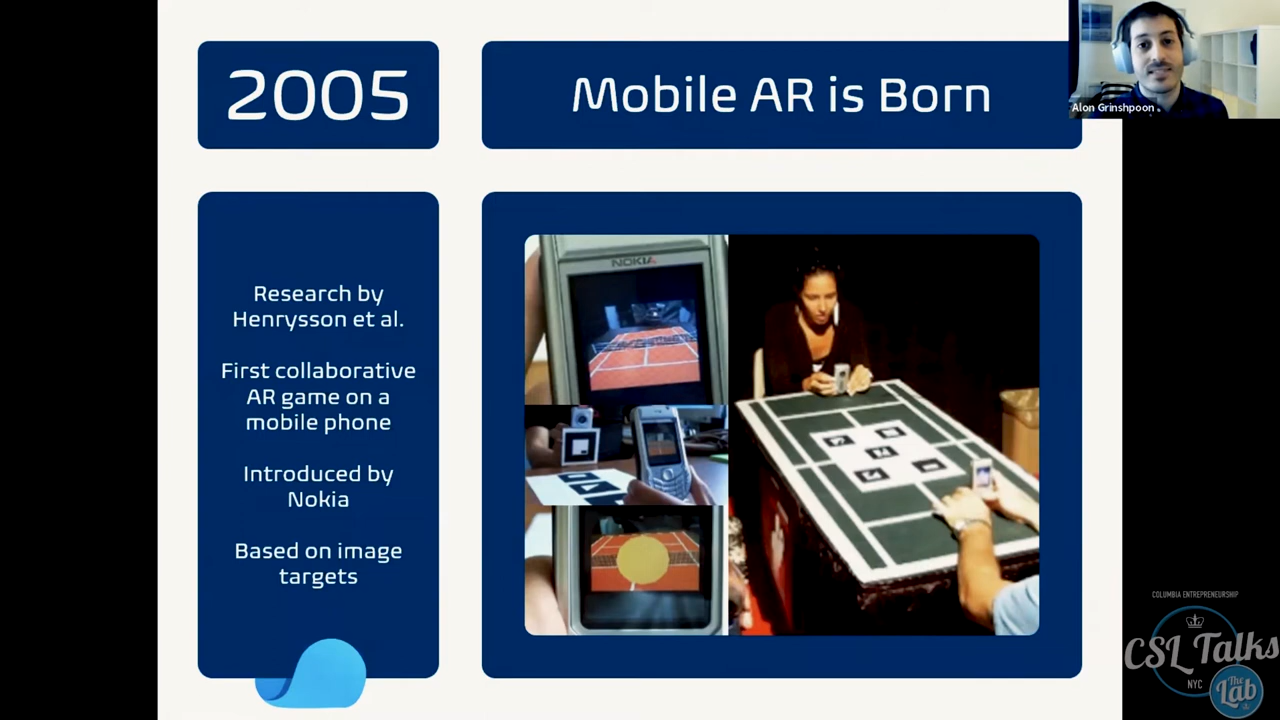 2005
Mobile AR is Born
Alon Grinshpoon
Research by
Henrysson et al.
First collaborative
AR game on a
mobile phone
Introduced by
Nokia
Based on image
targets
NOKIA
COLUMBIA ENTREPRENEURSHIP
CSL Talks
NYC
The
Lab